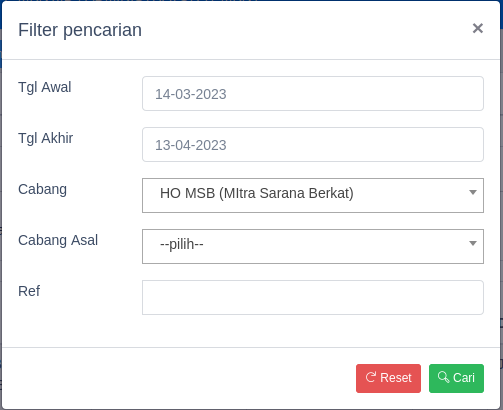 Filter pencarian ×
Tgl Awal 14-03-2023
Tgl Akhir 13-04-2023
Cabang HO MSB (MItra Sarana Berkat)
Cabang Asal --pilih--
Ref
Reset Cari